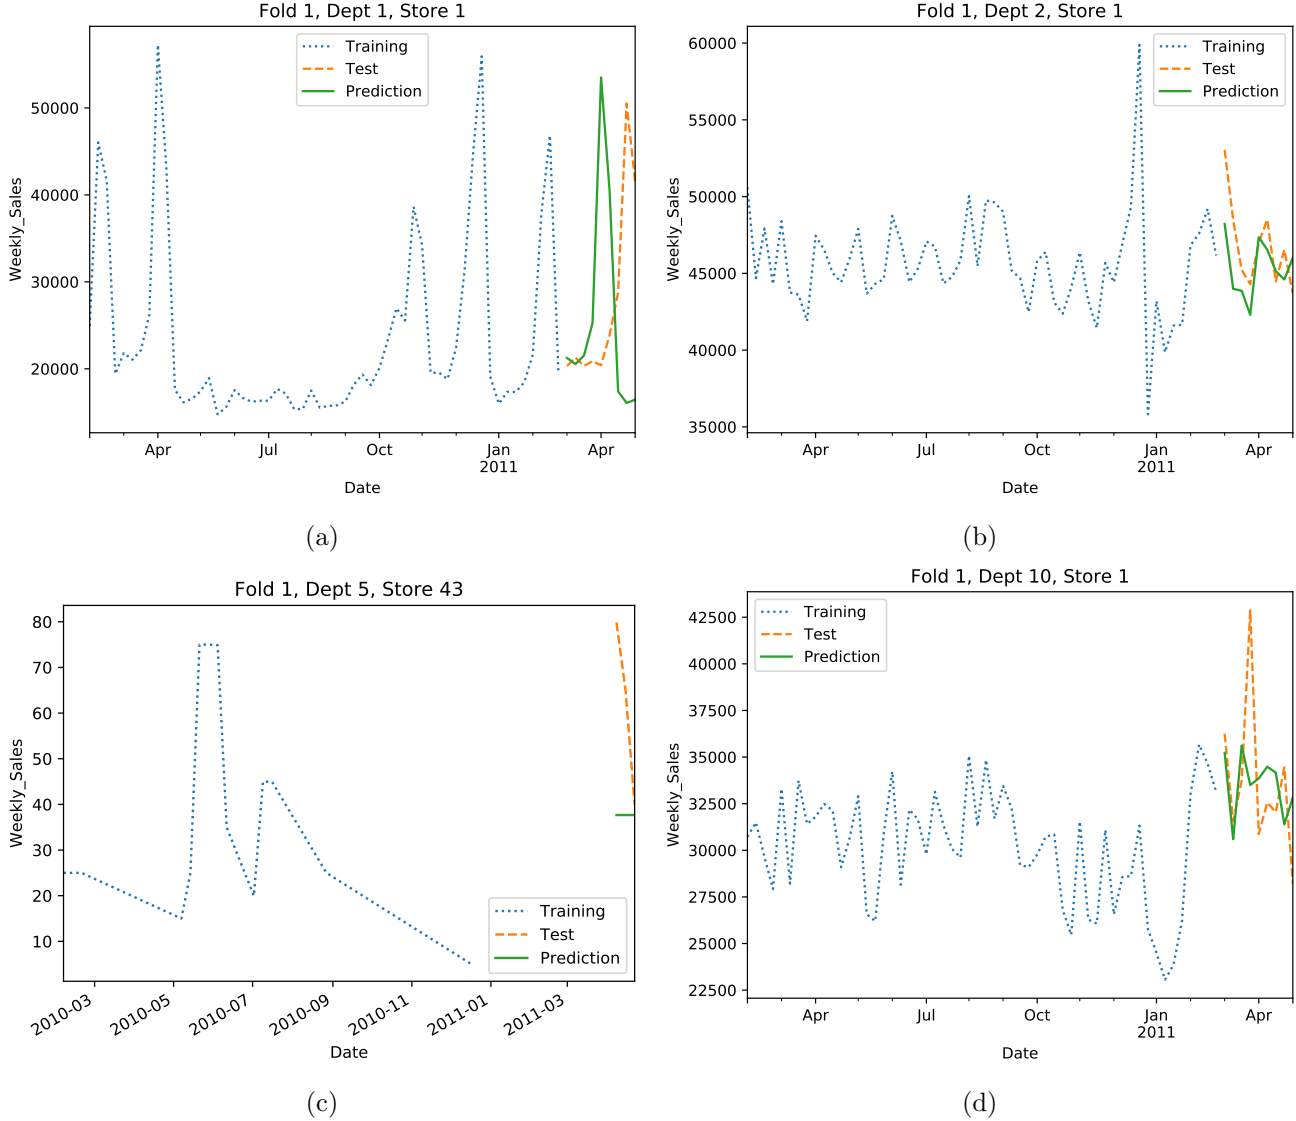 Fold 1, Dept 1, Store 1
Weekly_Sales
50000
40000
30000
20000
Training
Test
Prediction
Apr
Jul
Oct
Jan
2011
Apr
Date
(a)
Fold 1, Dept 2, Store 1
Weekly_Sales
60000
55000
50000
45000
40000
35000
Training
Test
Prediction
Apr
Jul
Oct
Jan
2011
Apr
Date
(b)
Fold 1, Dept 5, Store 43
Weekly_Sales
80
70
60
50
40
30
20
10
Training
Test
Prediction
2010-03
2010-05
2010-07
2010-09
2010-11
2011-01
2011-03
Date
(c)
Fold 1, Dept 10, Store 1
Weekly_Sales
42500
40000
37500
35000
32500
30000
27500
25000
22500
Training
Test
Prediction
Apr
Jul
Oct
Jan
2011
Apr
Date
(d)